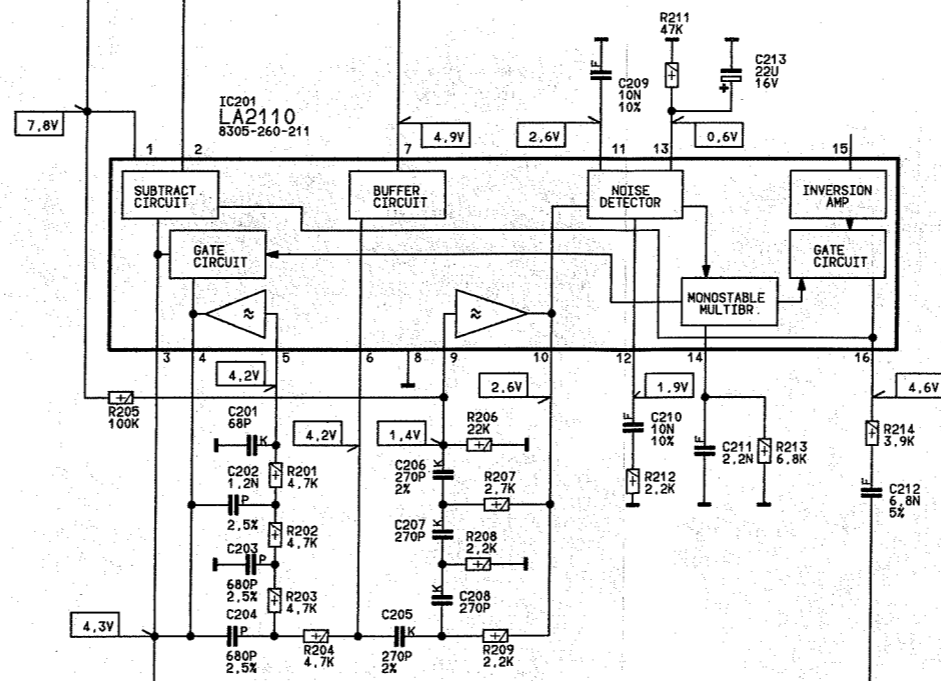 R211
47K
C209
10N
10%
C213
22U
16V
+
F
IC201
LA2110
8305-260-211
7,8V
4.9V
2.6V
0,6V
1
2
7
11
13
15
SUBTRACT.
CIRCUIT
BUFFER
CIRCUIT
NOISE
DETECTOR
INVERSION
AMP
GATE
CIRCUIT
GATE
CIRCUIT
MONOSTABLE
MULTIBR.
≈
≈
3
4
5
6
8
9
10
12
14
16
4,2V
2,6V
1,9V
4,6V
R205
100K
C201
68P
K
4,2V
1,4V
R206
22K
C210
10N
10%
F
R214
3,9K
C202
1,2N
P
2,5%
R201
4,7K
C206
270P
2%
K
R207
2,7K
F
C211
2,2N
R213
6,8K
R212
2,2K
F
C212
6,8N
5%
R202
4,7K
C207
270P
K
R208
2,2K
C203
P
680P
2,5%
R203
4,7K
K
C208
270P
4,3V
C204
P
680P
2,5%
R204
4,7K
C205
K
270P
2%
R209
2,2K